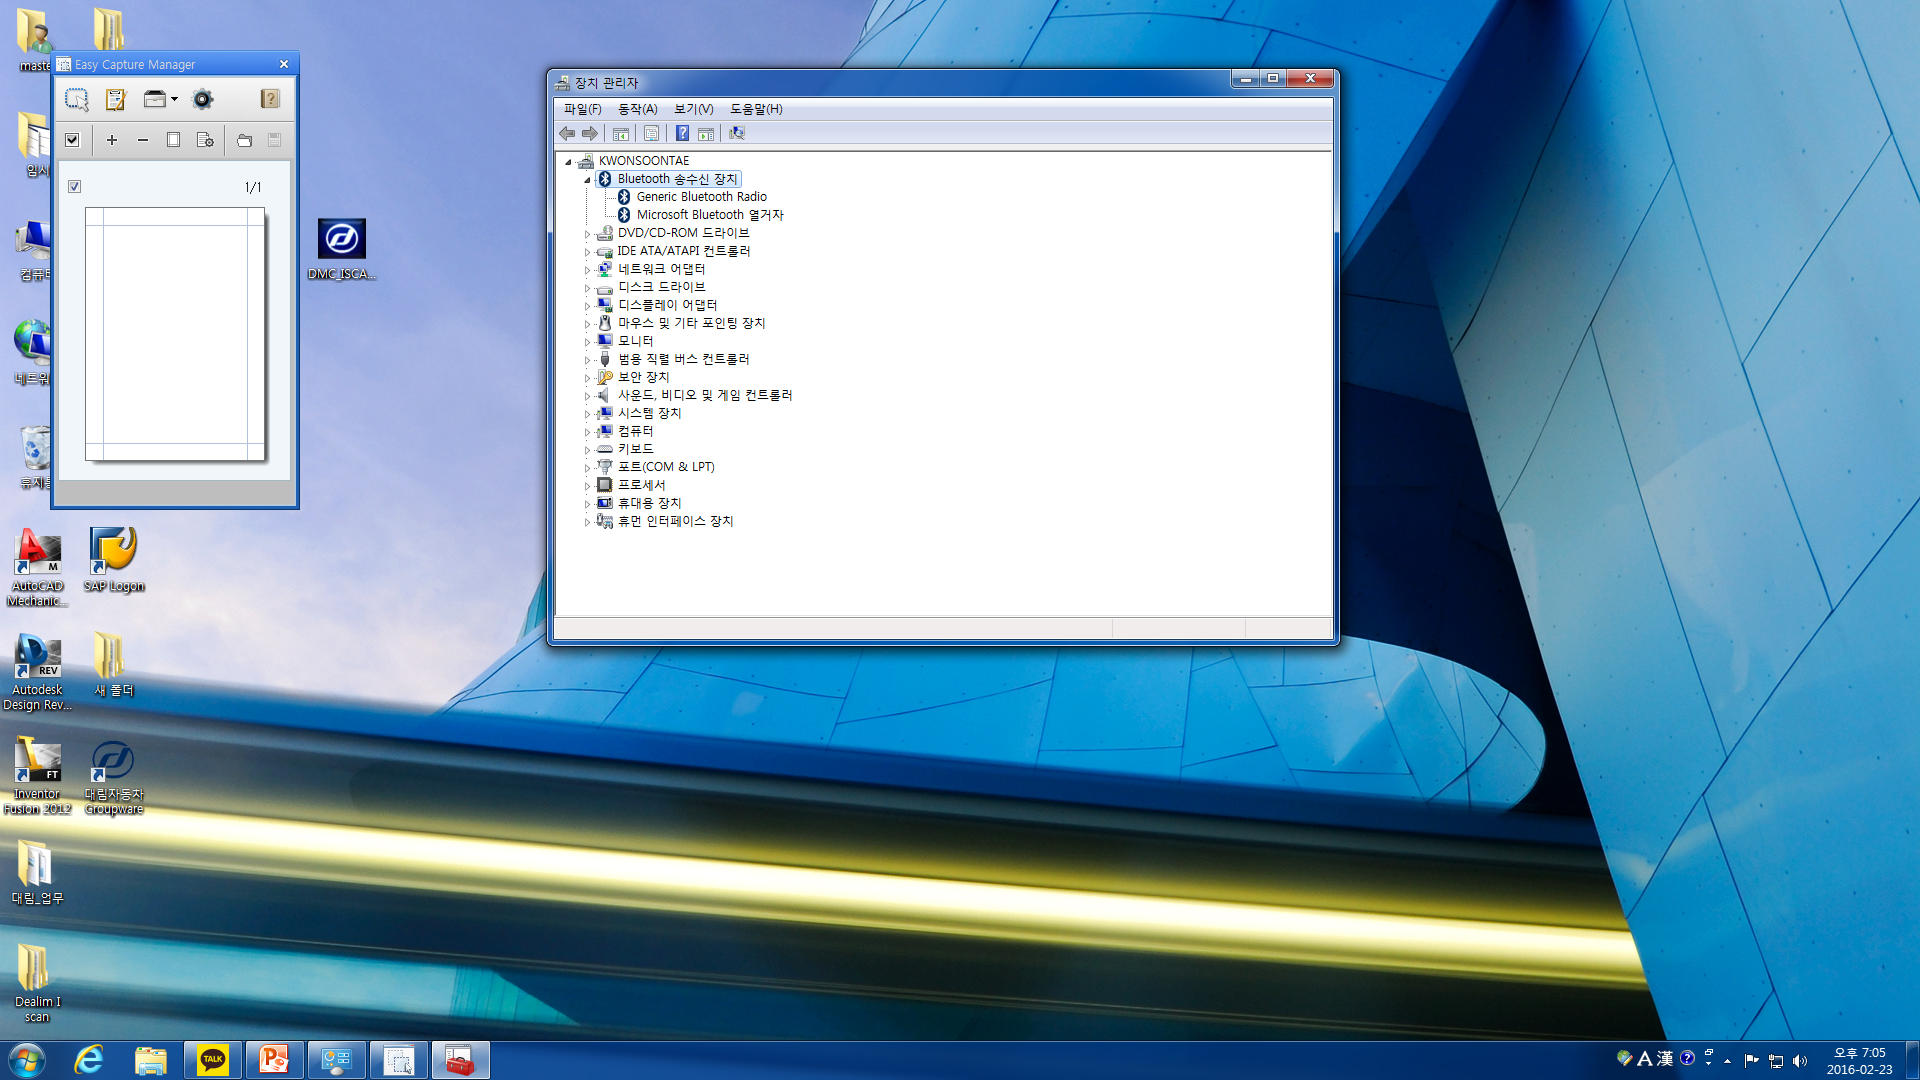 maste
Easy Capture Manager
1/1
임시
컴퓨터
네트워
휴지통
DMC_ISCA...
AutoCAD
Mechanic...
SAP Logon
M
REV
Autodesk
Design Rev...
새 폴더
FT
Inventor
Fusion 2012
대림자동차
Groupware
대림_업무
Dealim I
scan
장치 관리자
파일(F) 동작(A) 보기(V) 도움말(H)
KWONSOONTAE
Bluetooth 송수신 장치
Generic Bluetooth Radio
Microsoft Bluetooth 열거자
DVD/CD-ROM 드라이브
IDE ATA/ATAPI 컨트롤러
네트워크 어댑터
디스크 드라이브
디스플레이 어댑터
마우스 및 기타 포인팅 장치
모니터
범용 직렬 버스 컨트롤러
보안 장치
사운드, 비디오 및 게임 컨트롤러
시스템 장치
컴퓨터
키보드
포트(COM & LPT)
프로세서
휴대용 장치
휴먼 인터페이스 장치
TALK
A 漢
오후 7:05
2016-02-23